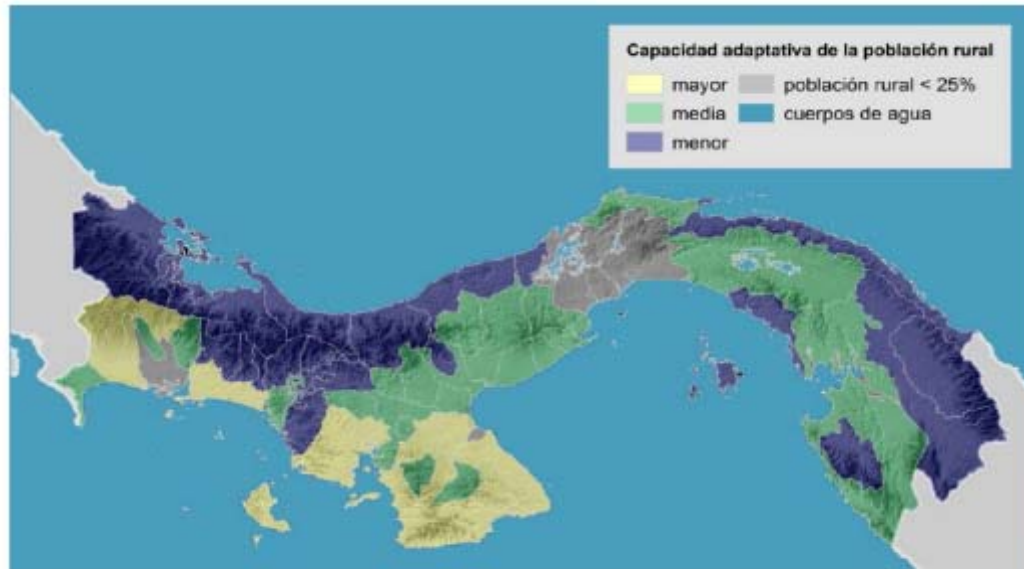 Capacidad adaptativa de la población rural
mayor población rural < 25%
media cuerpos de agua
menor